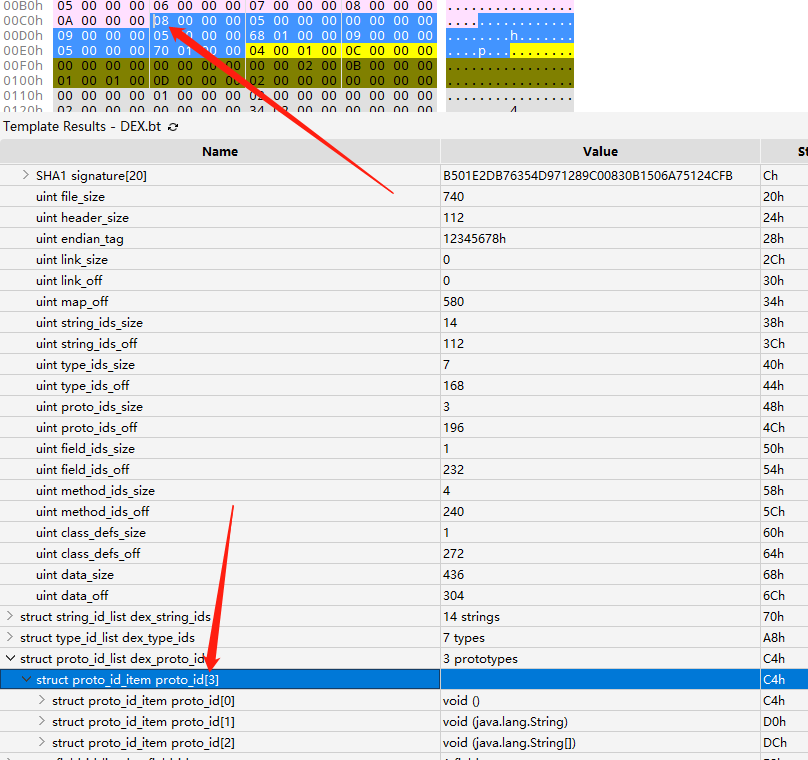 00B0h 05 00 00 00 06 00 00 00 07 00 00 00 08 00 00 00 ................
00C0h 0A 00 00 00 08 00 00 00 05 00 00 00 00 00 00 00 ................
00D0h 09 00 00 00 05 00 00 00 68 01 00 00 09 00 00 00 ........h.......
00E0h 05 00 00 00 70 01 00 00 04 00 01 00 0C 00 00 00 ....p...........
00F0h 00 00 00 00 00 00 00 00 00 00 02 00 0B 00 00 00 ................
0100h 01 00 01 00 0D 00 00 00 02 00 00 00 00 00 00 00 ................
0110h 00 00 00 00 01 00 00 00 02 00 00 00 00 00 00 00 ................
Template Results - DEX.bt
Name Value St
SHA1 signature[20] B501E2DB76354D971289C00830B1506A75124CFB Ch
uint file_size 740 20h
uint header_size 112 24h
uint endian_tag 12345678h 28h
uint link_size 0 2Ch
uint link_off 0 30h
uint map_off 580 34h
uint string_ids_size 14 38h
uint string_ids_off 112 3Ch
uint type_ids_size 7 40h
uint type_ids_off 168 44h
uint proto_ids_size 3 48h
uint proto_ids_off 196 4Ch
uint field_ids_size 1 50h
uint field_ids_off 232 54h
uint method_ids_size 4 58h
uint method_ids_off 240 5Ch
uint class_defs_size 1 60h
uint class_defs_off 272 64h
uint data_size 436 68h
uint data_off 304 6Ch
struct string_id_list dex_string_ids 14 strings 70h
struct type_id_list dex_type_ids 7 types A8h
struct proto_id_list dex_proto_id 3 prototypes C4h
struct proto_id_item proto_id[3] C4h
struct proto_id_item proto_id[0] void () C4h
struct proto_id_item proto_id[1] void (java.lang.String) D0h
struct proto_id_item proto_id[2] void (java.lang.String[]) DCh